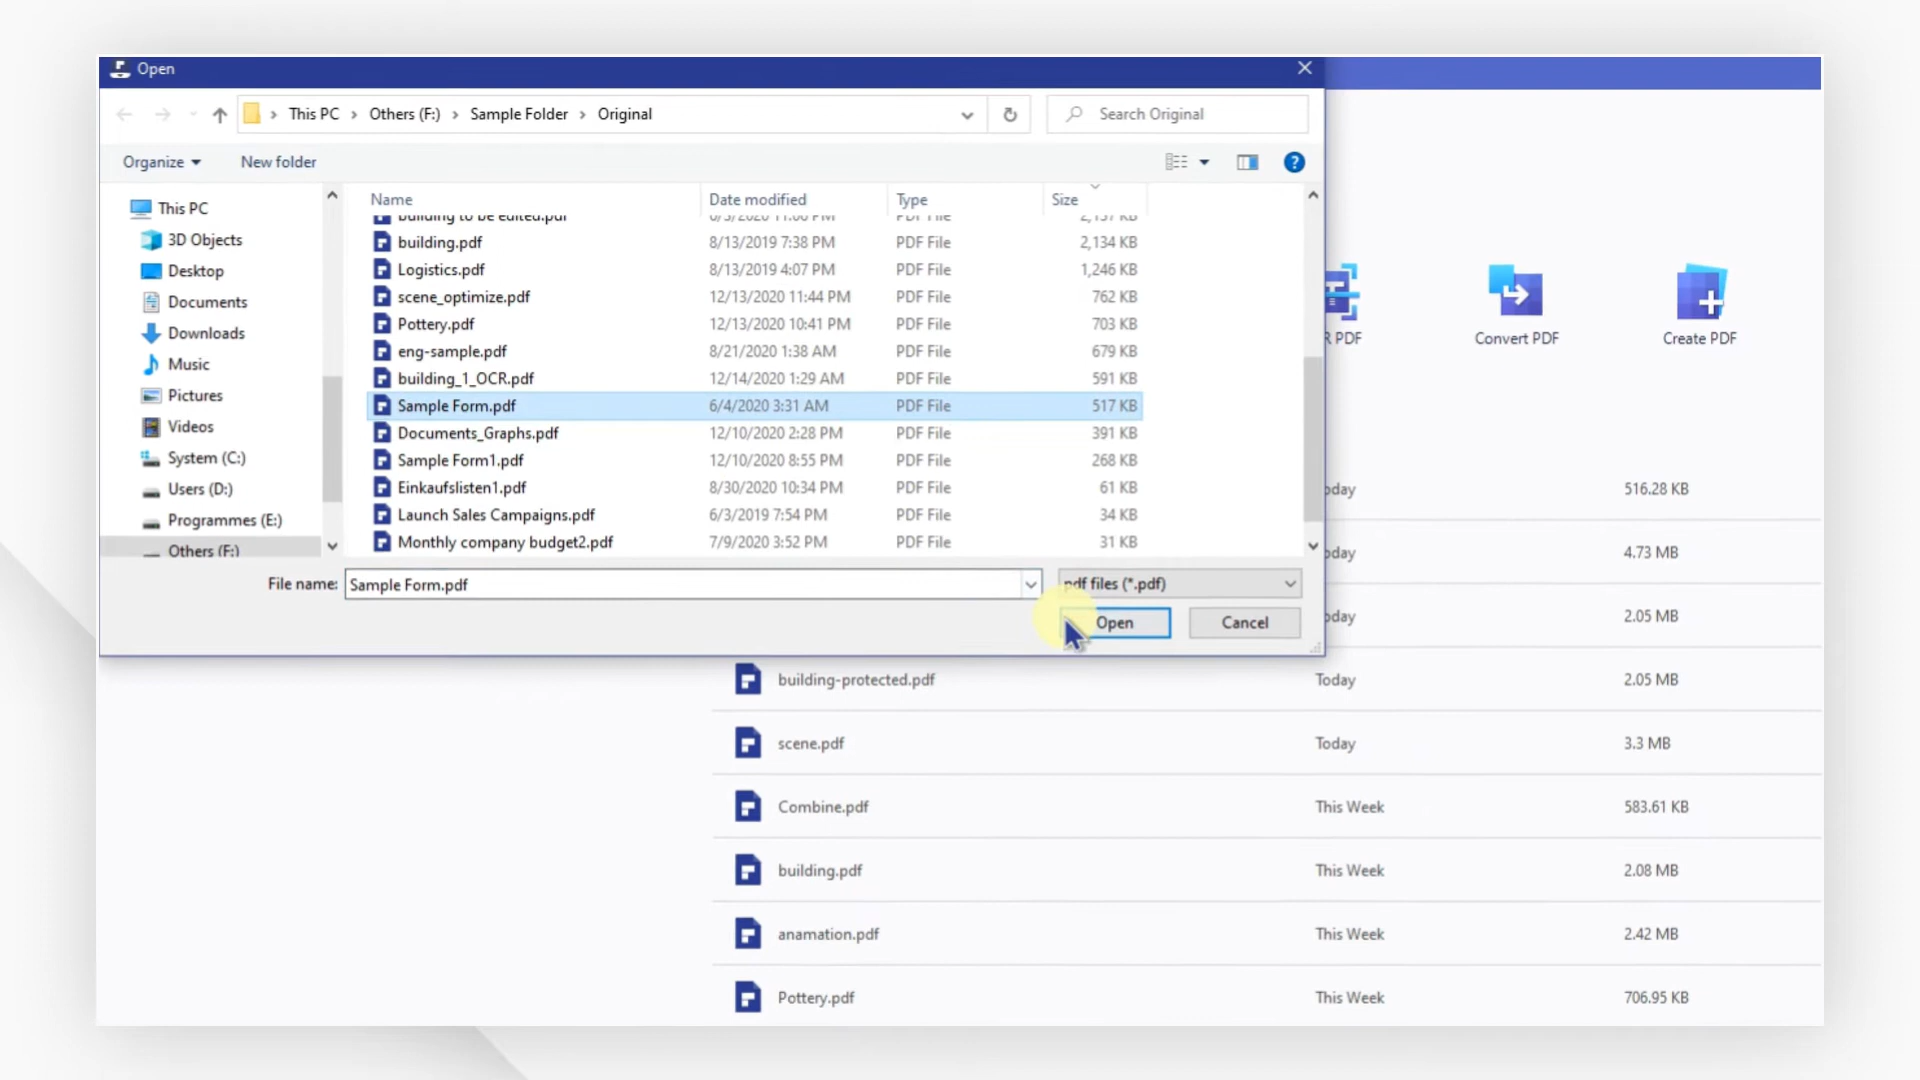 Open
This PC > Others (F:) > Sample Folder > Original
Search Original
Organize
New folder
?
This PC
3D Objects
Desktop
Documents
Downloads
Music
Pictures
Videos
System (C:)
Users (D:)
Programmes (E:)
Others (F:)
Name Date modified Type Size
building to be edited.pdf PDF File
building.pdf 8/13/2019 7:38 PM PDF File 2,134 KB
Logistics.pdf 8/13/2019 4:07 PM PDF File 1,246 KB
scene_optimize.pdf 12/13/2020 11:44 PM PDF File 762 KB
Pottery.pdf 12/13/2020 10:41 PM PDF File 703 KB
eng-sample.pdf 8/21/2020 1:38 AM PDF File 679 KB
building_1_OCR.pdf 12/14/2020 1:29 AM PDF File 591 KB
Sample Form.pdf 6/4/2020 3:31 AM PDF File 517 KB
Documents_Graphs.pdf 12/10/2020 2:28 PM PDF File 391 KB
Sample Form1.pdf 12/10/2020 8:55 PM PDF File 268 KB
Einkaufslisten1.pdf 8/30/2020 10:34 PM PDF File 61 KB
Launch Sales Campaigns.pdf 6/3/2019 7:54 PM PDF File 34 KB
Monthly company budget2.pdf 7/9/2020 3:52 PM PDF File 31 KB
File name: Sample Form.pdf
pdf files (*.pdf)
Open
Cancel
R PDF
Convert PDF
Create PDF
oday 516.28 KB
oday 4.73 MB
oday 2.05 MB
building-protected.pdf Today 2.05 MB
scene.pdf Today 3.3 MB
Combine.pdf This Week 583.61 KB
building.pdf This Week 2.08 MB
anamation.pdf This Week 2.42 MB
Pottery.pdf This Week 706.95 KB